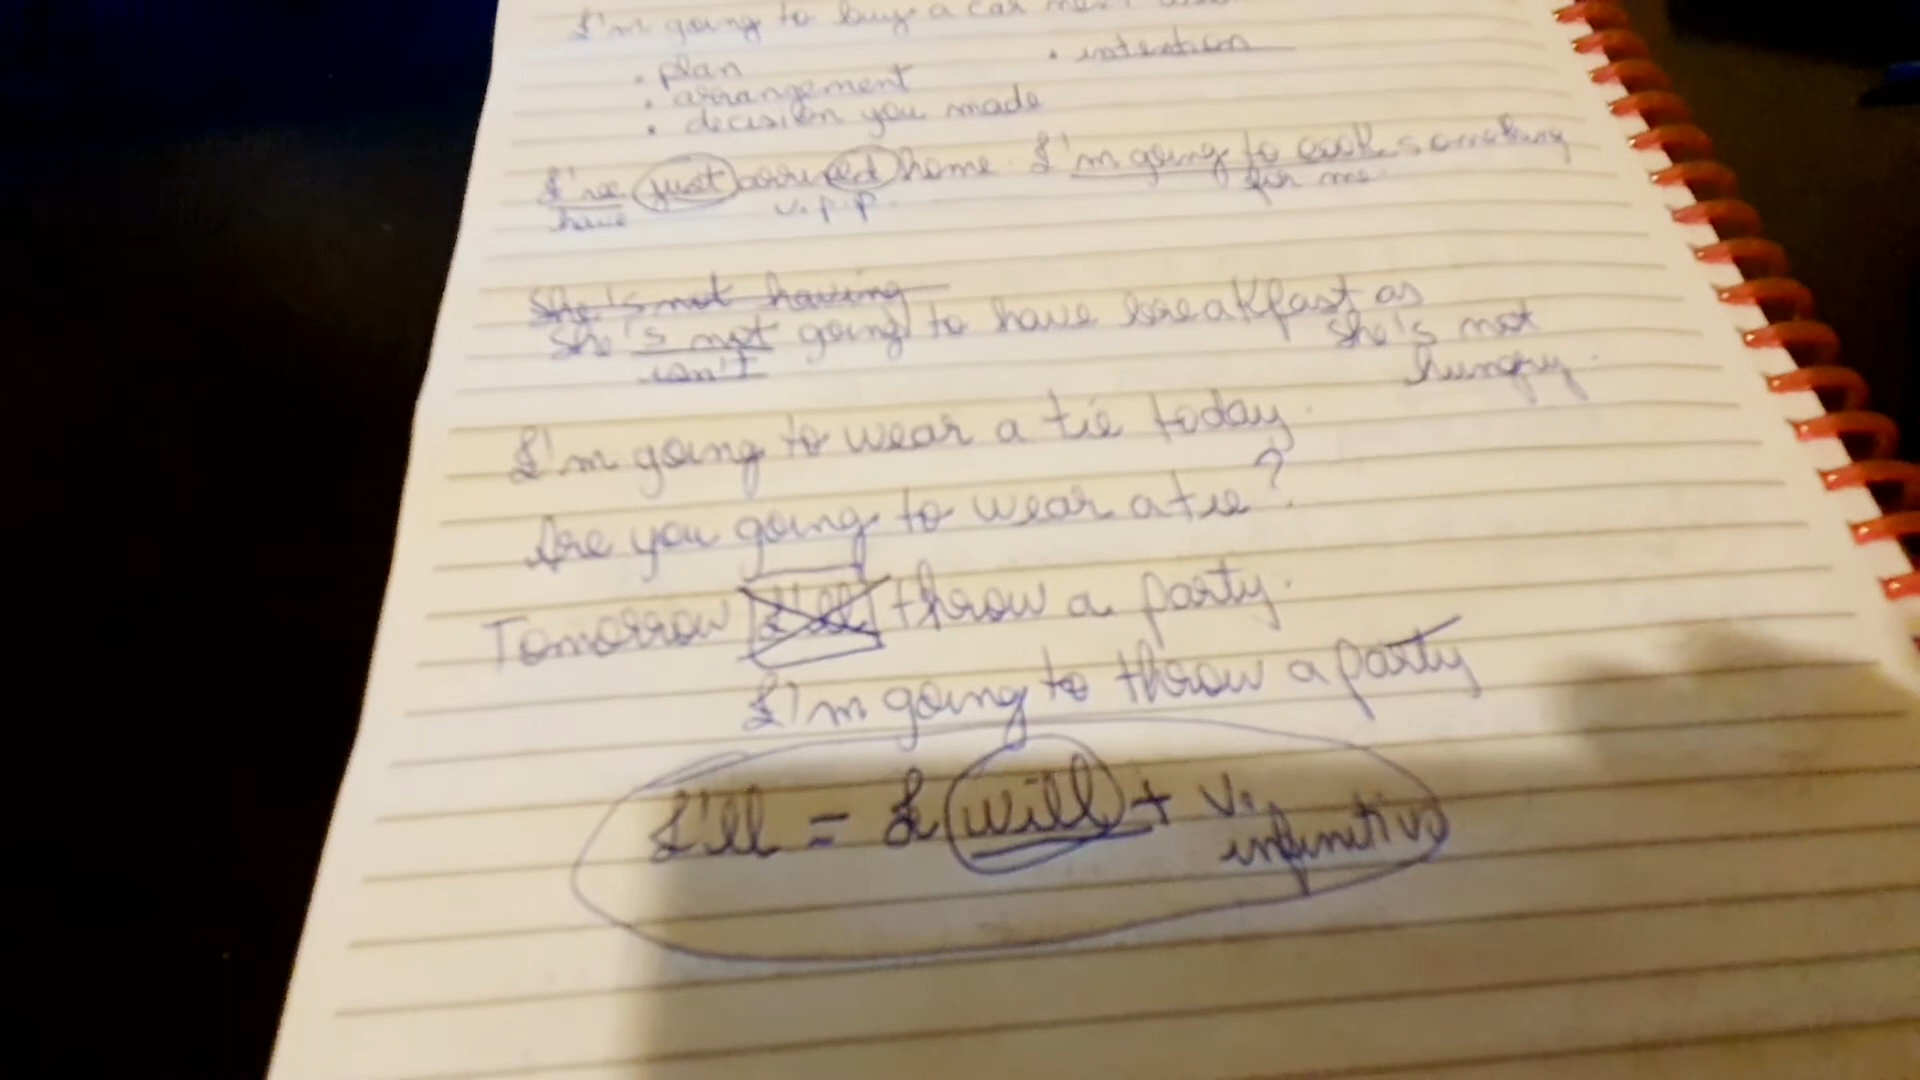 I'm going to buy a car
• plan
• intention
• arrangement
• decision you made
I've just arrived home. I'm going to cook something
have
v.p.p.
for me.
She's not having
She's not going to have breakfast as
isn't
she's not
hungry.
I'm going to wear a tie today.
Are you going to wear a tie?
Tomorrow I'll throw a party.
I'm going to throw a party
I'll = I will + v.
infinitive